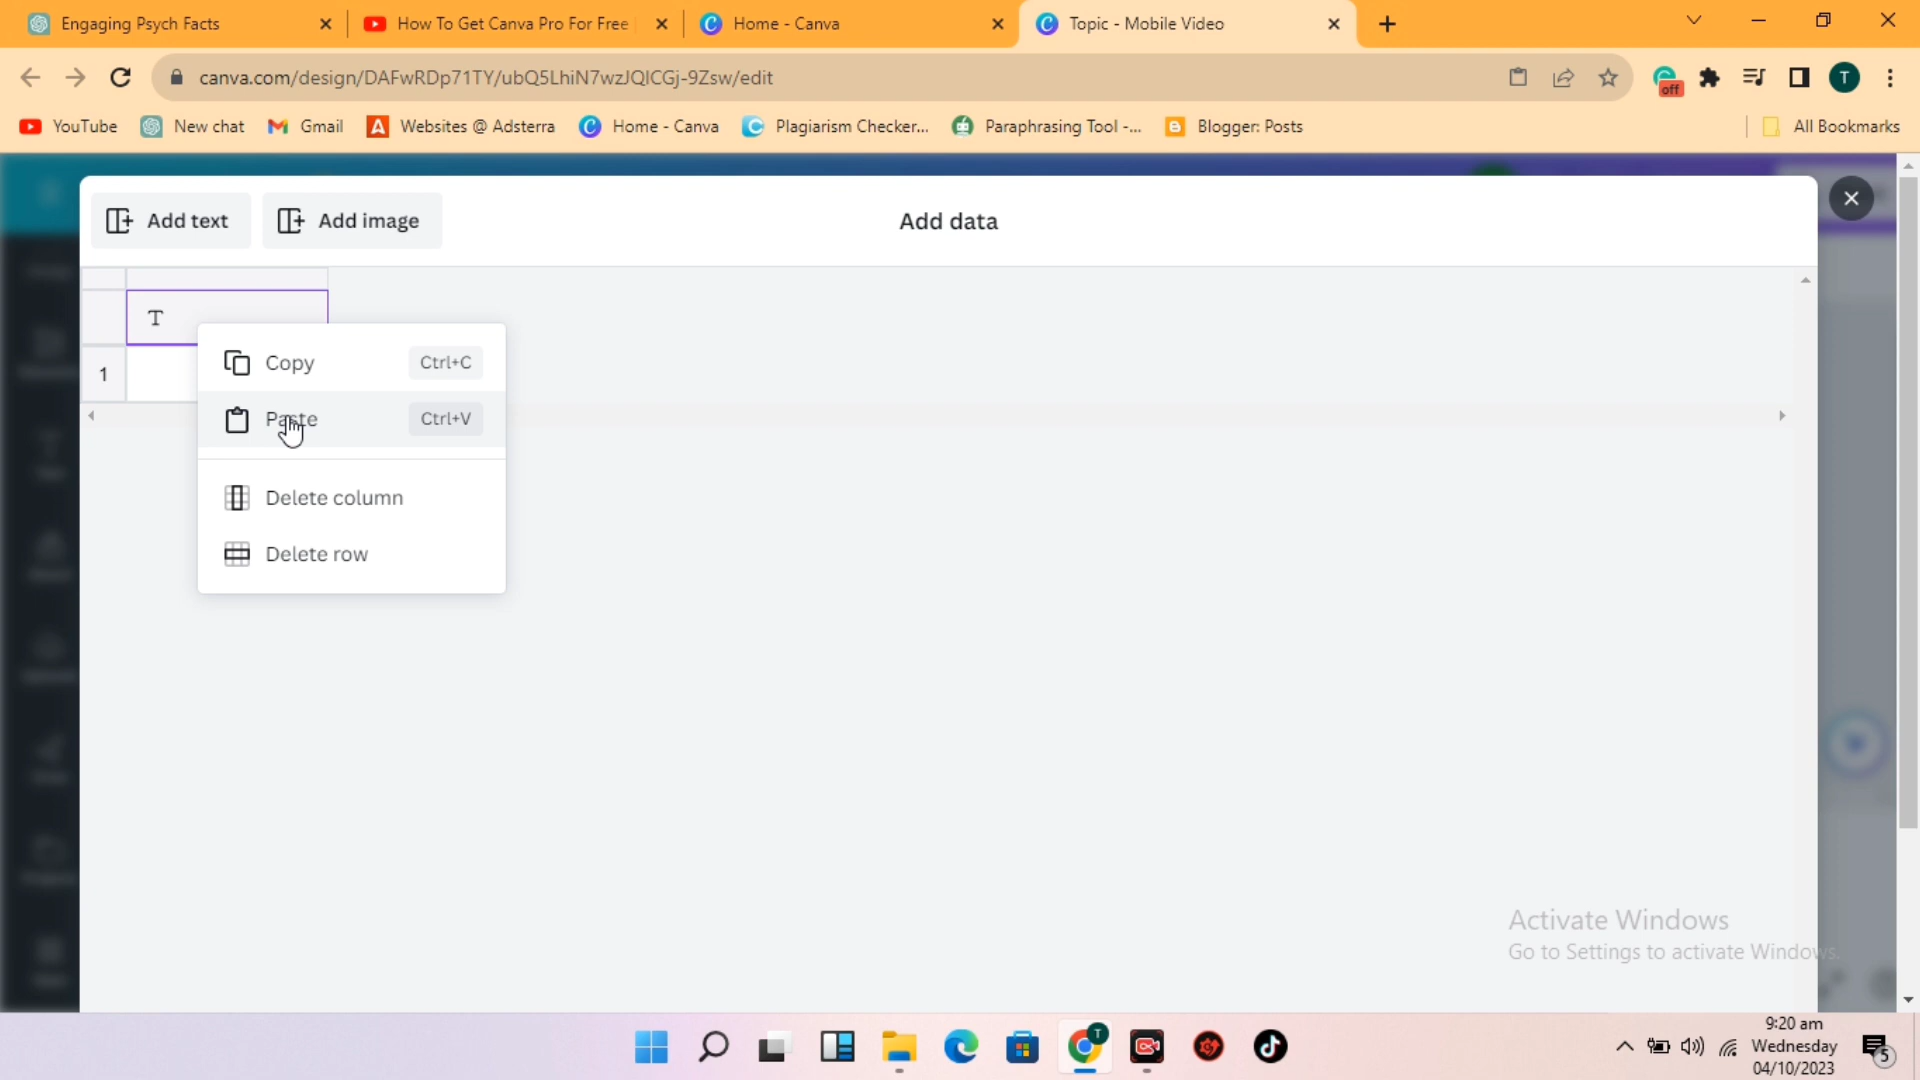 Engaging Psych Facts
How To Get Canva Pro For Free
Home - Canva
Topic - Mobile Video
canva.com/design/DAFwRDp71TY/ubQ5LhiN7wzJQICGj-9Zsw/edit
off
T
YouTube
New chat
Gmail
Websites @ Adsterra
Home - Canva
Plagiarism Checker...
Paraphrasing Tool -...
Blogger: Posts
All Bookmarks
Add text
Add image
Add data
T
1
Copy
Ctrl+C
Paste
Ctrl+V
Delete column
Delete row
Activate Windows
Go to Settings to activate Windows.
T
9:20 am
Wednesday
04/10/2023
5